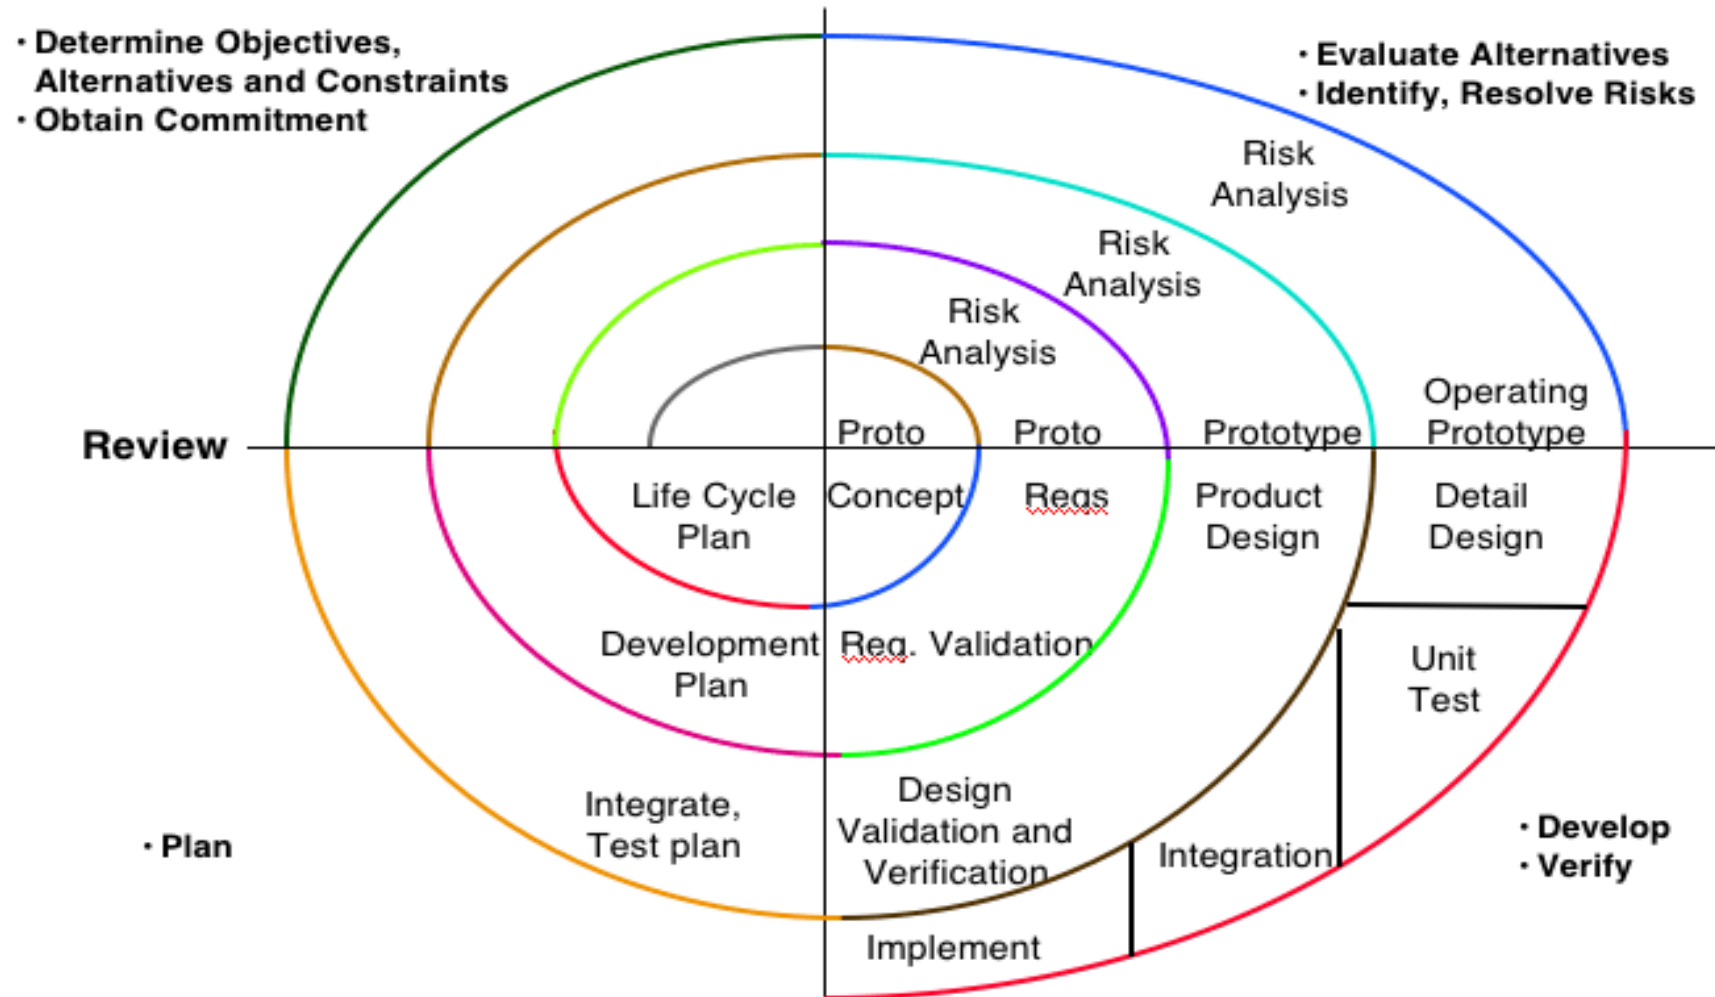 · Determine Objectives,
Alternatives and Constraints
· Obtain Commitment
· Evaluate Alternatives
· Identify, Resolve Risks
Risk
Analysis
Risk
Analysis
Risk
Analysis
Operating
Prototype
Prototype
Proto
Proto
Review
Life Cycle
Plan
Concept
Reqs
Product
Design
Detail
Design
Development
Plan
Req. Validation
Unit
Test
Integrate,
Test plan
Design
Validation and
Verification
Integration
Implement
· Plan
· Develop
· Verify